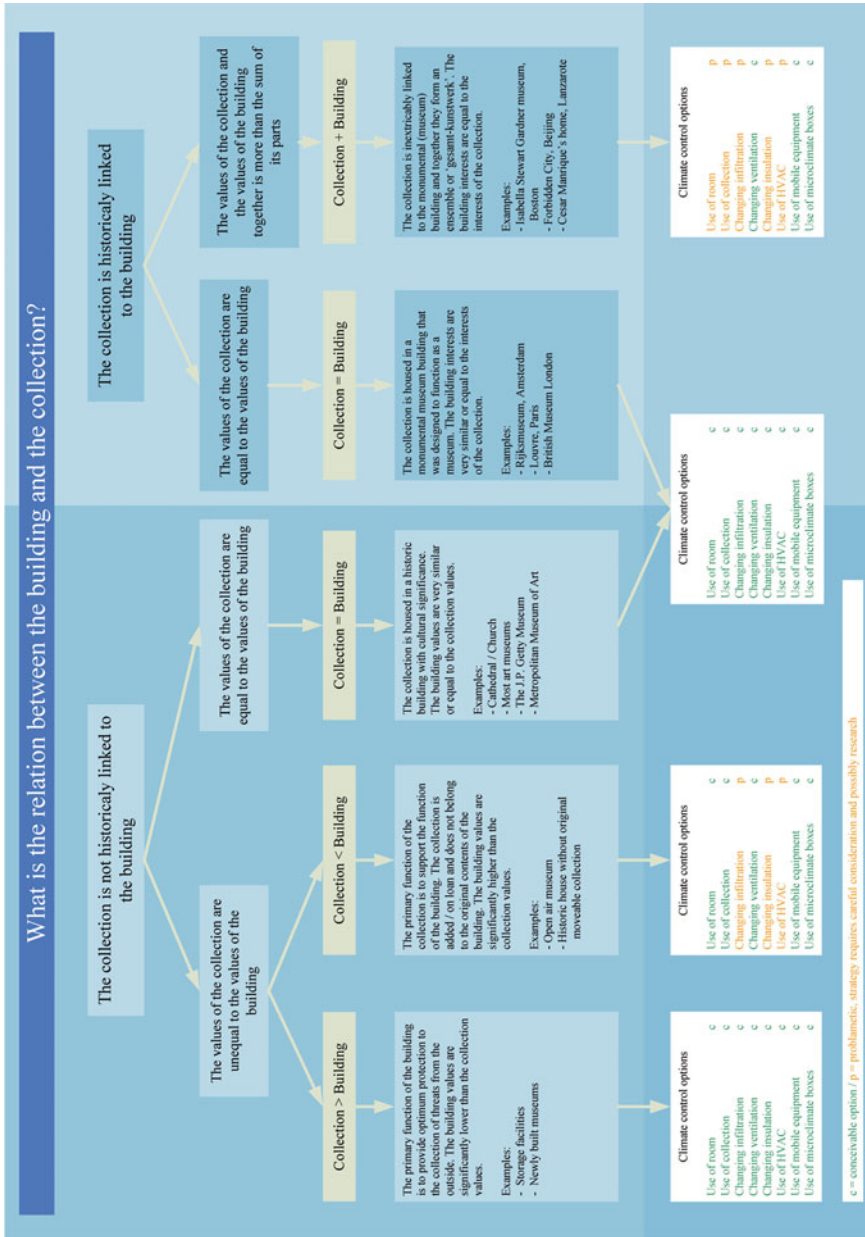 What is the relation between the building and the collection?
The collection is not historicaly linked to
the building
The collection is historicaly linked
to the building
The values of the collection are
unequal to the values of the
building
The values of the collection are
equal to the values of the building
The values of the collection are
equal to the values of the building
The values of the collection and
the values of the building
together is more than the sum of
its parts
Collection > Building
Collection < Building
Collection = Building
Collection = Building
Collection + Building
The primary function of the building
is to provide optimum protection to
the collection of threats from the
outside. The building values are
significantly lower than the collection
values.
Examples:
- Storage facilities
- Newly built museums
The primary function of the
collection is to support the function
of the building. The collection is
added / on loan and does not belong
to the original contents of the
building. The building values are
significantly higher than the
collection values.
Examples:
- Open air museum
- Historic house without original
moveable collection
The collection is housed in a historic
building with cultural significance.
The building values are very similar
or equal to the collection values.
Examples:
- Cathedral / Church
- Most art museums
- The J.P. Getty Museum
- Metropolitan Museum of Art
The collection is housed in a
monumental museum building that
was designed to function as a
museum. The building interests are
very similar or equal to the interests
of the collection.
Examples:
- Rijksmuseum, Amsterdam
- Louvre, Paris
- British Museum London
The collection is inextricably linked
to the monumental (museum)
building and together they form an
ensemble or 'gesamt-kunstwerk'. The
building interests are equal to the
interests of the collection.
Examples:
- Isabella Stewart Gardner museum,
Boston
- Forbidden City, Beijing
- Cesar Manrique's home, Lanzarote
Climate control options
Use of room c
Use of collection c
Changing infiltration c
Changing ventilation c
Changing insulation c
Use of HVAC c
Use of mobile equipment c
Use of microclimate boxes c
Climate control options
Use of room c
Use of collection c
Changing infiltration p
Changing ventilation c
Changing insulation p
Use of HVAC p
Use of mobile equipment c
Use of microclimate boxes c
Climate control options
Use of room c
Use of collection c
Changing infiltration c
Changing ventilation c
Changing insulation c
Use of HVAC c
Use of mobile equipment c
Use of microclimate boxes c
Climate control options
Use of room p
Use of collection p
Changing infiltration p
Changing ventilation c
Changing insulation p
Use of HVAC p
Use of mobile equipment c
Use of microclimate boxes c
c = conceivable option / p = problametic, strategy requires careful consideration and possibly research